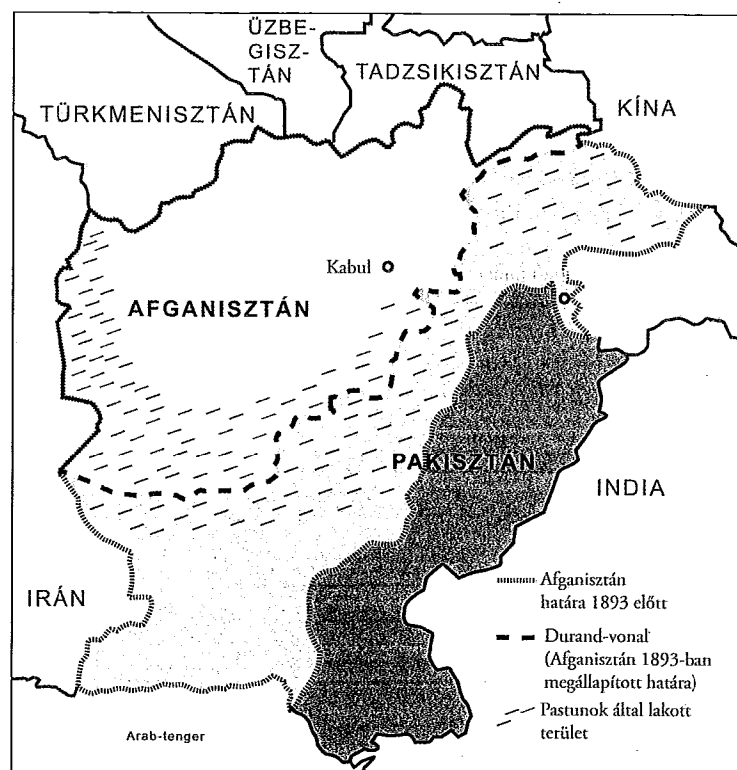 ÜZBE-
GISZ-
TÁN
TADZSIKISZTÁN
TÜRKMENISZTÁN
KÍNA
Kabul
AFGANISZTÁN
PAKISZTÁN
INDIA
IRÁN
Afganisztán
határa 1893 előtt
Durand-vonal
(Afganisztán 1893-ban
megállapított határa)
Pastunok által lakott
terület
Arab-tenger